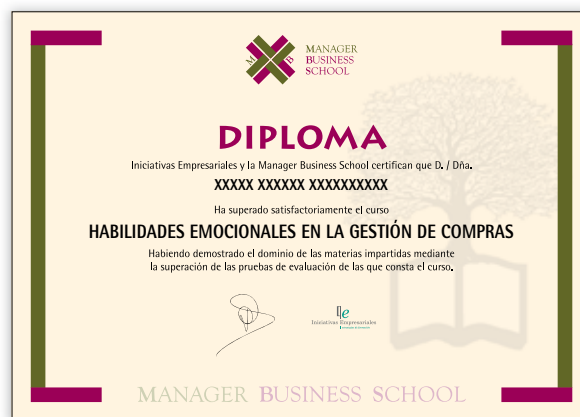 M B
MANAGER
BUSINESS
SCHOOL
DIPLOMA
Iniciativas Empresariales y la Manager Business School certifican que D. / Dña.
XXXXX XXXXXX XXXXXXXXXX
Ha superado satisfactoriamente el curso
HABILIDADES EMOCIONALES EN LA GESTIÓN DE COMPRAS
Habiendo demostrado el dominio de las materias impartidas mediante
la superación de las pruebas de evaluación de las que consta el curso.
Iniciativas Empresariales
MANAGER BUSINESS SCHOOL